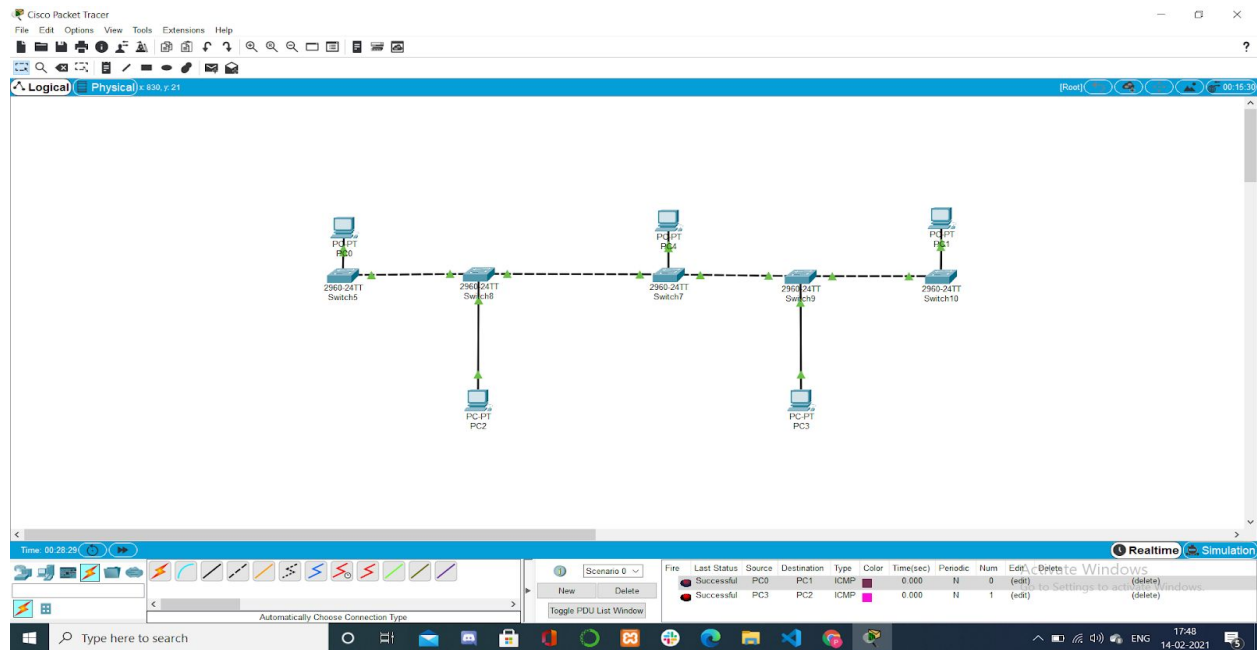 Cisco Packet Tracer
File Edit Options View Tools Extensions Help
?
Logical Physical x: 830, y: 21 [Root] 00:15:30
PC-PT
PC0
PC-PT
PC4
PC-PT
PC1
2960-24TT
Switch5
2960-24TT
Switch8
2960-24TT
Switch7
2960-24TT
Switch9
2960-24TT
Switch10
PC-PT
PC2
PC-PT
PC3
Time: 00:28:29 Realtime Simulation
Scenario 0
New Delete
Toggle PDU List Window
Automatically Choose Connection Type
Fire Last Status Source Destination Type Color Time(sec) Periodic Num Edit Delete
Successful PC0 PC1 ICMP 0.000 N 0 (edit) (delete)
Successful PC3 PC2 ICMP 0.000 N 1 (edit) (delete)
Activate Windows
Go to Settings to activate Windows.
Type here to search
ENG
17:48
14-02-2021
5